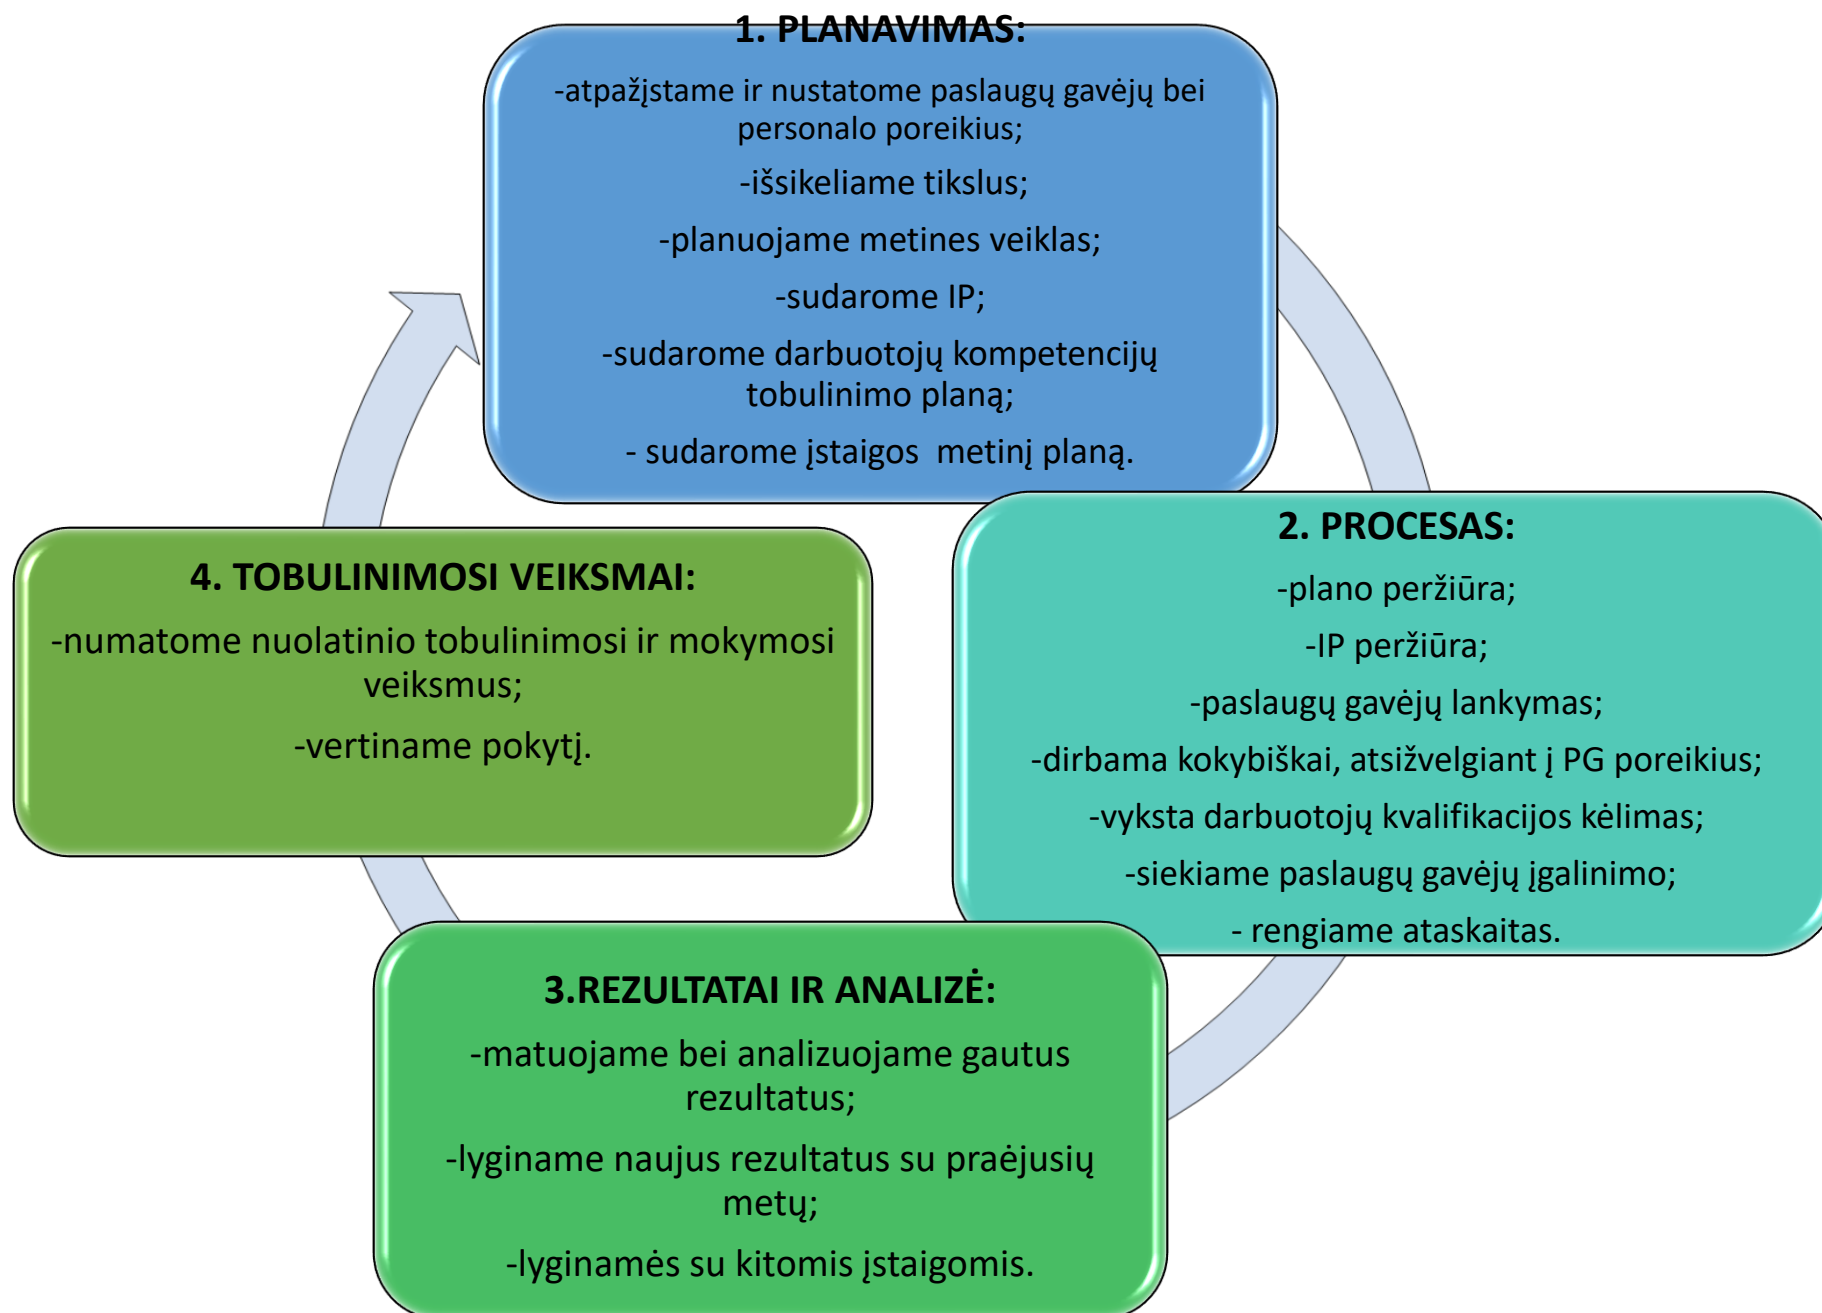 1. PLANAVIMAS:
-atpažįstame ir nustatome paslaugų gavėjų bei
personalo poreikius;
-išsikeliame tikslus;
-planuojame metines veiklas;
-sudarome IP;
-sudarome darbuotojų kompetencijų
tobulinimo planą;
- sudarome įstaigos  metinį planą.
2. PROCESAS:
-plano peržiūra;
-IP peržiūra;
-paslaugų gavėjų lankymas;
-dirbama kokybiškai, atsižvelgiant į PG poreikius;
-vyksta darbuotojų kvalifikacijos kėlimas;
-siekiame paslaugų gavėjų įgalinimo;
- rengiame ataskaitas.
3.REZULTATAI IR ANALIZĖ:
-matuojame bei analizuojame gautus
rezultatus;
-lyginame naujus rezultatus su praėjusių
metų;
-lyginamės su kitomis įstaigomis.
4. TOBULINIMOSI VEIKSMAI:
-numatome nuolatinio tobulinimosi ir mokymosi
veiksmus;
-vertiname pokytį.